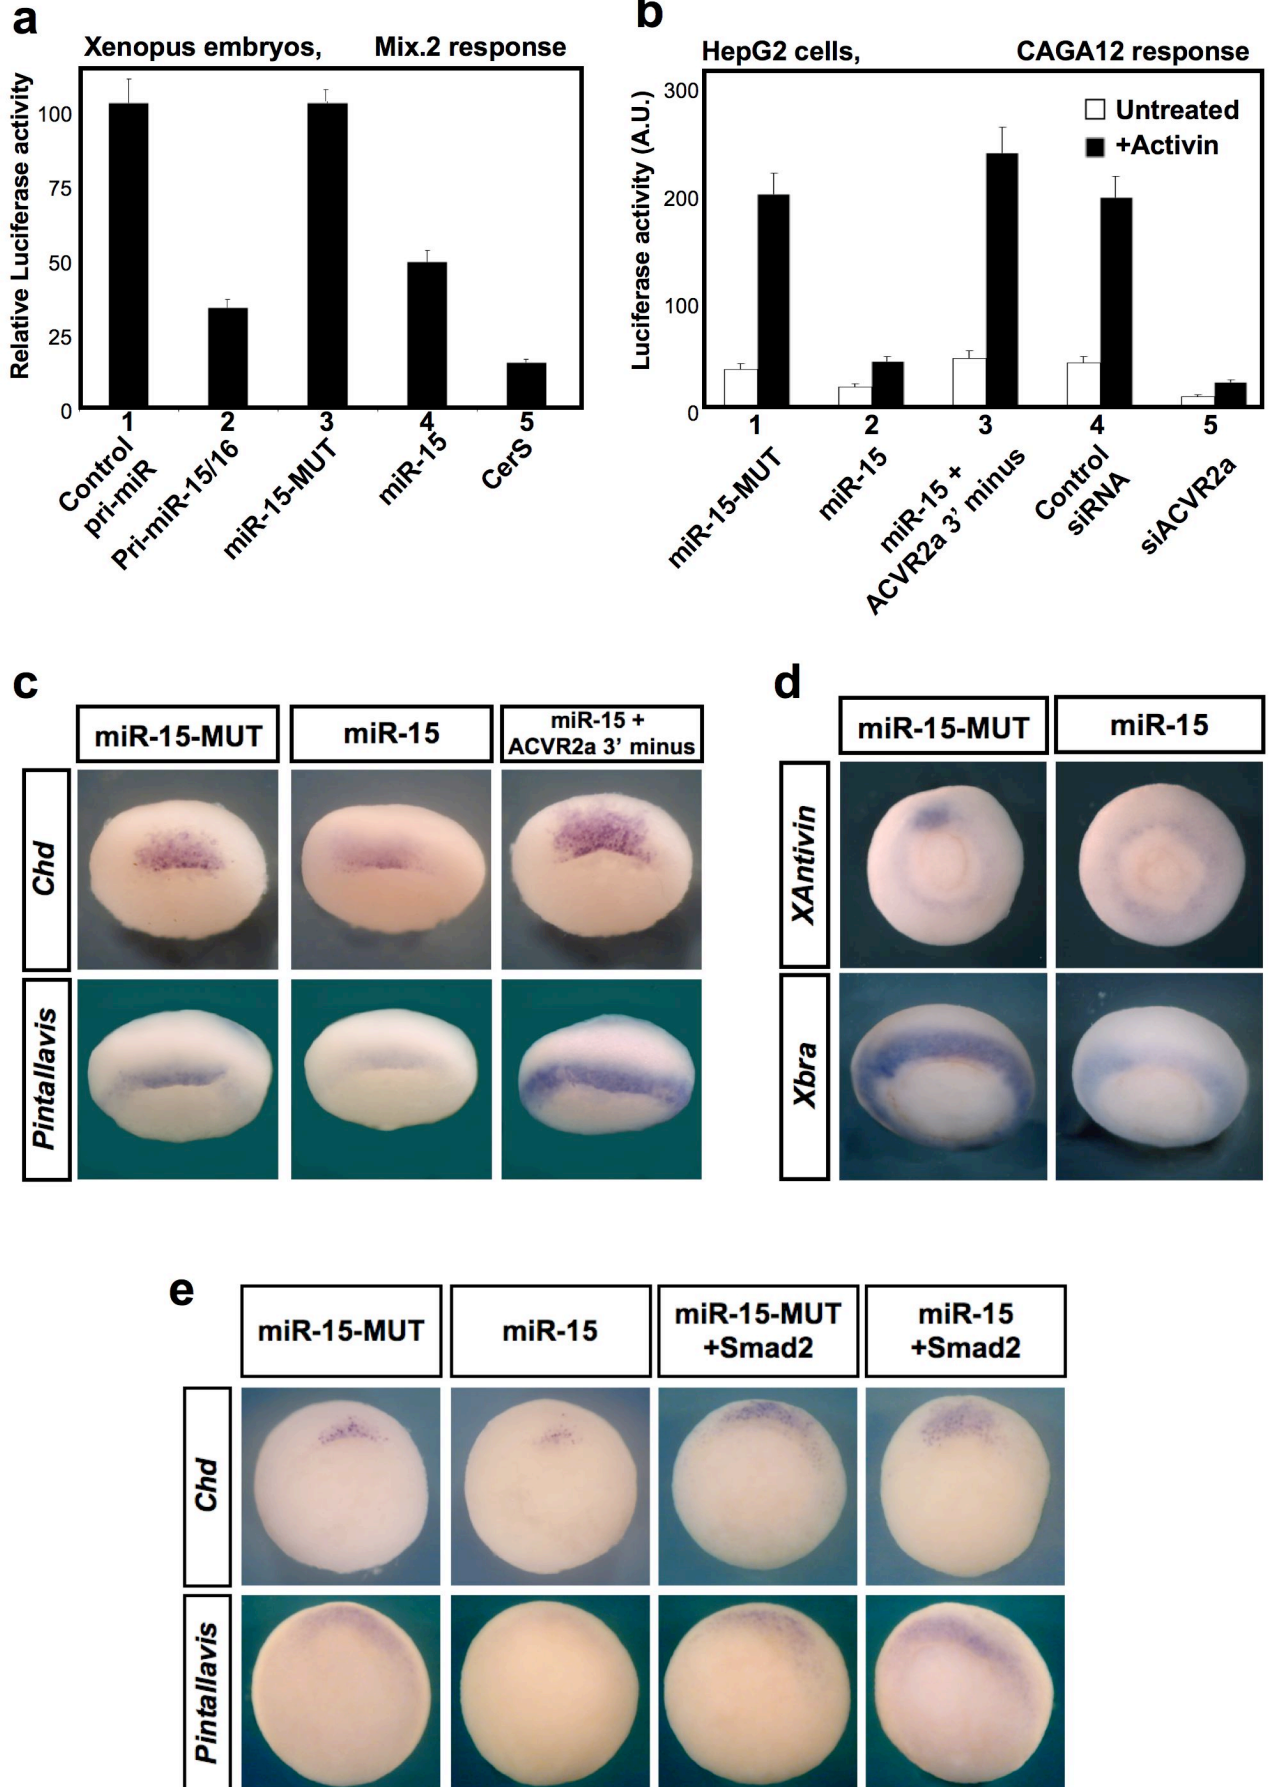 a
Xenopus embryos, Mix.2 response
Relative Luciferase activity
100
75
50
25
0
1 2 3 4 5
Control
pri-miR
Pri-miR-15/16
miR-15-MUT
miR-15
CerS
b
HepG2 cells, CAGA12 response
Luciferase activity (A.U.)
300
200
100
0
Untreated
+Activin
1 2 3 4 5
miR-15-MUT
miR-15
miR-15 +
ACVR2a 3’ minus
Control
siRNA
siACVR2a
c
miR-15-MUT
miR-15
miR-15 +
ACVR2a 3’ minus
Chd
Pintallavis
d
miR-15-MUT
miR-15
XAntivin
Xbra
e
miR-15-MUT
miR-15
miR-15-MUT
+Smad2
miR-15
+Smad2
Chd
Pintallavis